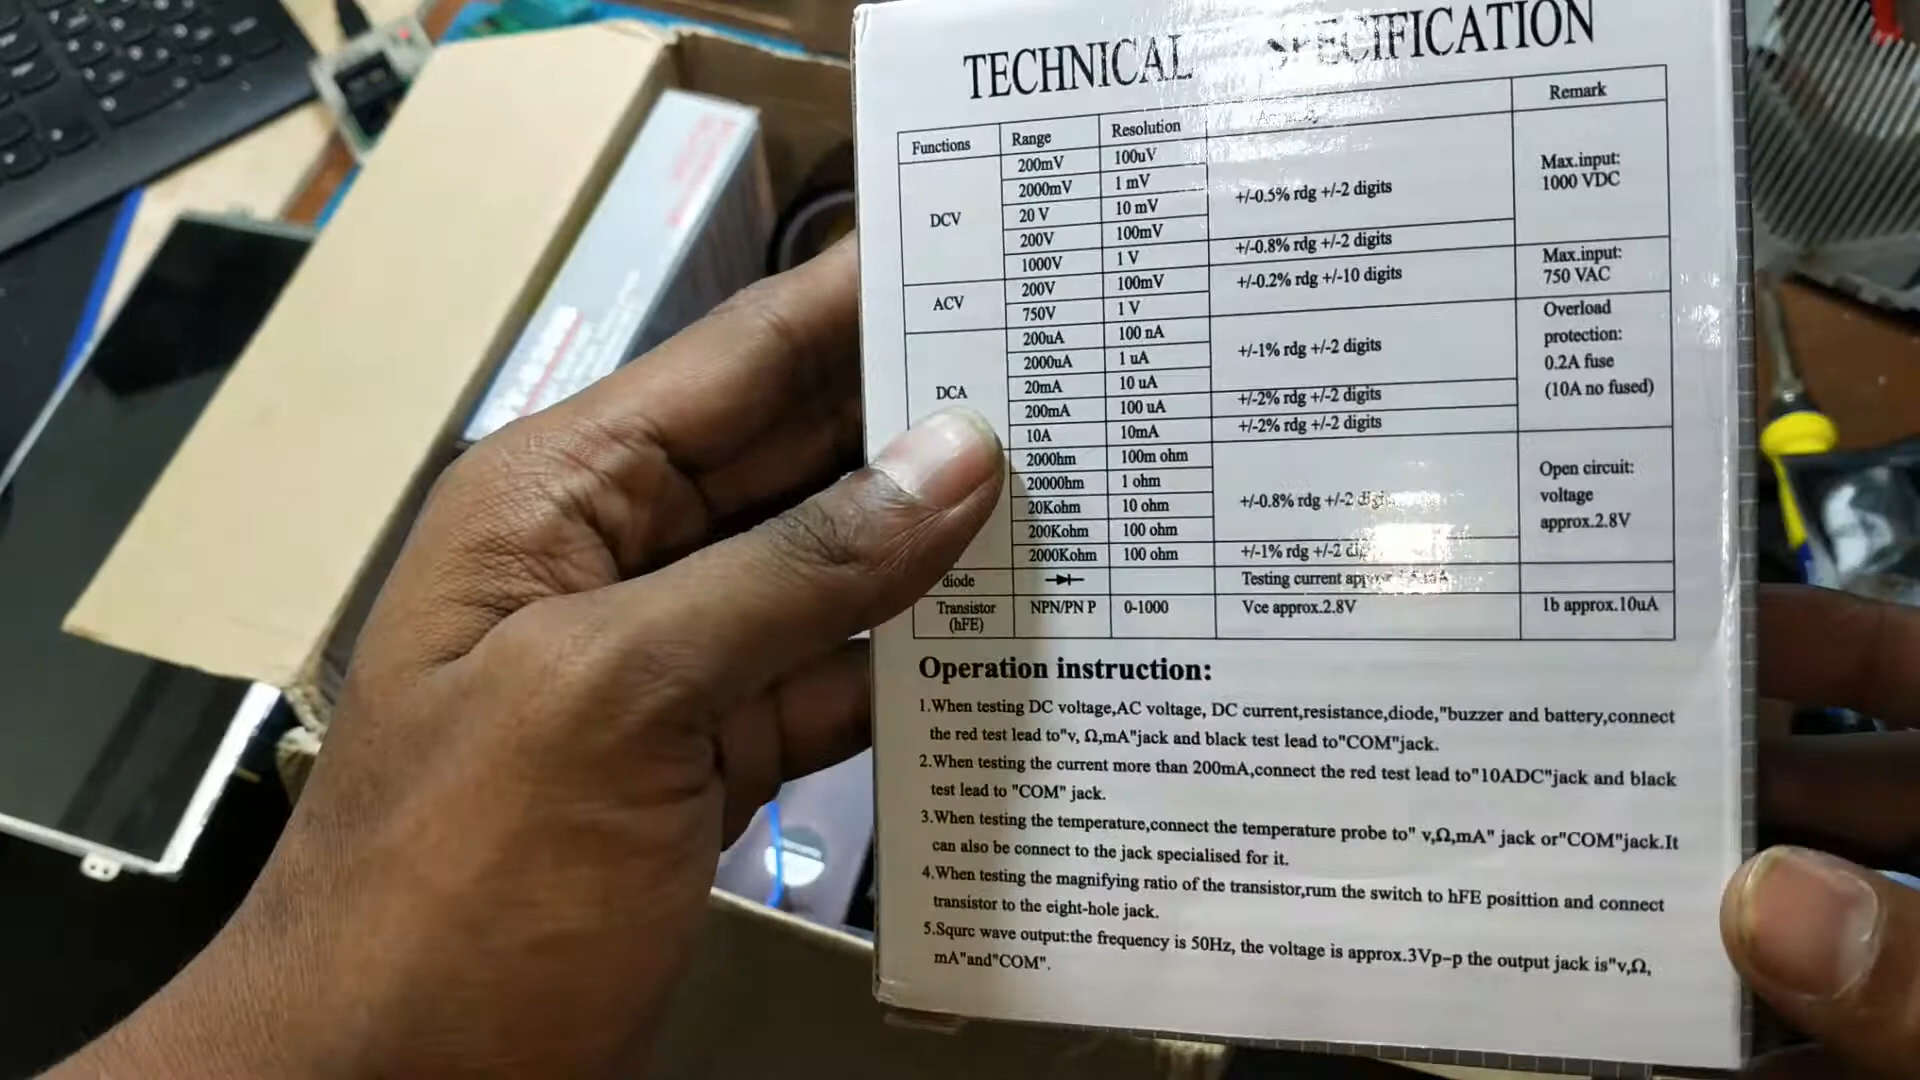 TECHNICAL SPECIFICATION
Functions Range Resolution Remark
DCV 200mV 100uV +/-0.5% rdg +/-2 digits Max.input: 1000 VDC
2000mV 1 mV
20 V 10 mV
200V 100mV
1000V 1 V +/-0.8% rdg +/-2 digits
ACV 200V 100mV +/-0.2% rdg +/-10 digits Max.input: 750 VAC
750V 1 V
DCA 200uA 100 nA +/-1% rdg +/-2 digits Overload protection: 0.2A fuse (10A no fused)
2000uA 1 uA
20mA 10 uA
200mA 100 uA +/-2% rdg +/-2 digits
10A 10mA +/-2% rdg +/-2 digits
2000hm 100m ohm +/-0.8% rdg +/-2 digits Open circuit: voltage approx.2.8V
20000hm 1 ohm
20Kohm 10 ohm
200Kohm 100 ohm
2000Kohm 100 ohm +/-1% rdg +/-2
diode Testing current
Transistor (hFE) NPN/PN P 0-1000 Vce approx.2.8V 1b approx.10uA
Operation instruction:
1.When testing DC voltage,AC voltage, DC current,resistance,diode,"buzzer and battery,connect
the red test lead to"v, Ω,mA"jack and black test lead to"COM"jack.
2.When testing the current more than 200mA,connect the red test lead to"10ADC"jack and black
test lead to "COM" jack.
3.When testing the temperature,connect the temperature probe to" v,Ω,mA" jack or"COM"jack.It
can also be connect to the jack specialised for it.
4.When testing the magnifying ratio of the transistor,rum the switch to hFE posittion and connect
transistor to the eight-hole jack.
5.Squrc wave output:the frequency is 50Hz, the voltage is approx.3Vp-p the output jack is"v,Ω,
mA"and"COM".